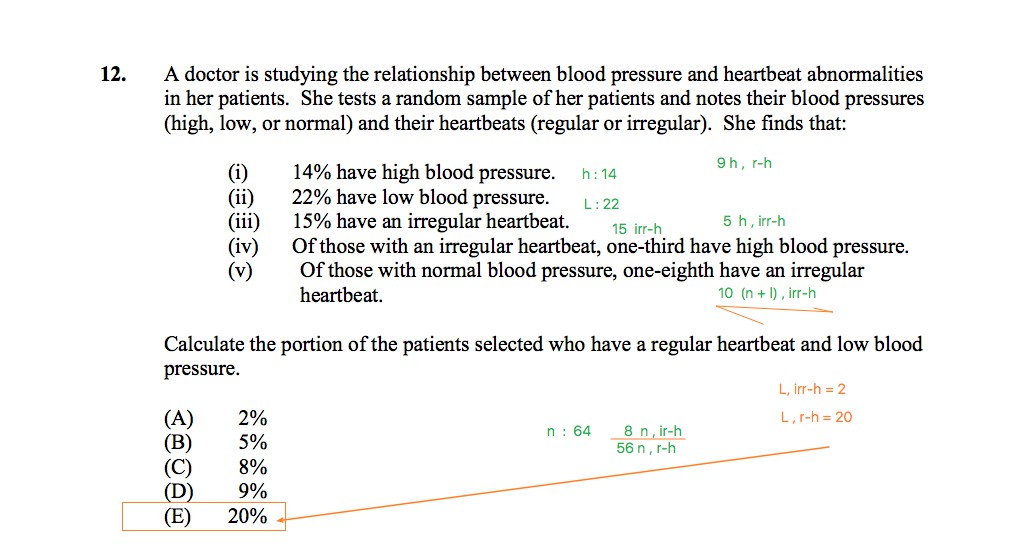 12. A doctor is studying the relationship between blood pressure and heartbeat abnormalities
in her patients. She tests a random sample of her patients and notes their blood pressures
(high, low, or normal) and their heartbeats (regular or irregular). She finds that:
9 h , r-h
(i) 14% have high blood pressure. h : 14
(ii) 22% have low blood pressure. L : 22
(iii) 15% have an irregular heartbeat. 15 irr-h 5 h , irr-h
(iv) Of those with an irregular heartbeat, one-third have high blood pressure.
(v) Of those with normal blood pressure, one-eighth have an irregular
heartbeat. 10 (n + l) , irr-h
Calculate the portion of the patients selected who have a regular heartbeat and low blood
pressure.
L, irr-h = 2
(A) 2% L , r-h = 20
(B) 5% n : 64 8 n , ir-h
56 n , r-h
(C) 8%
(D) 9%
(E) 20%